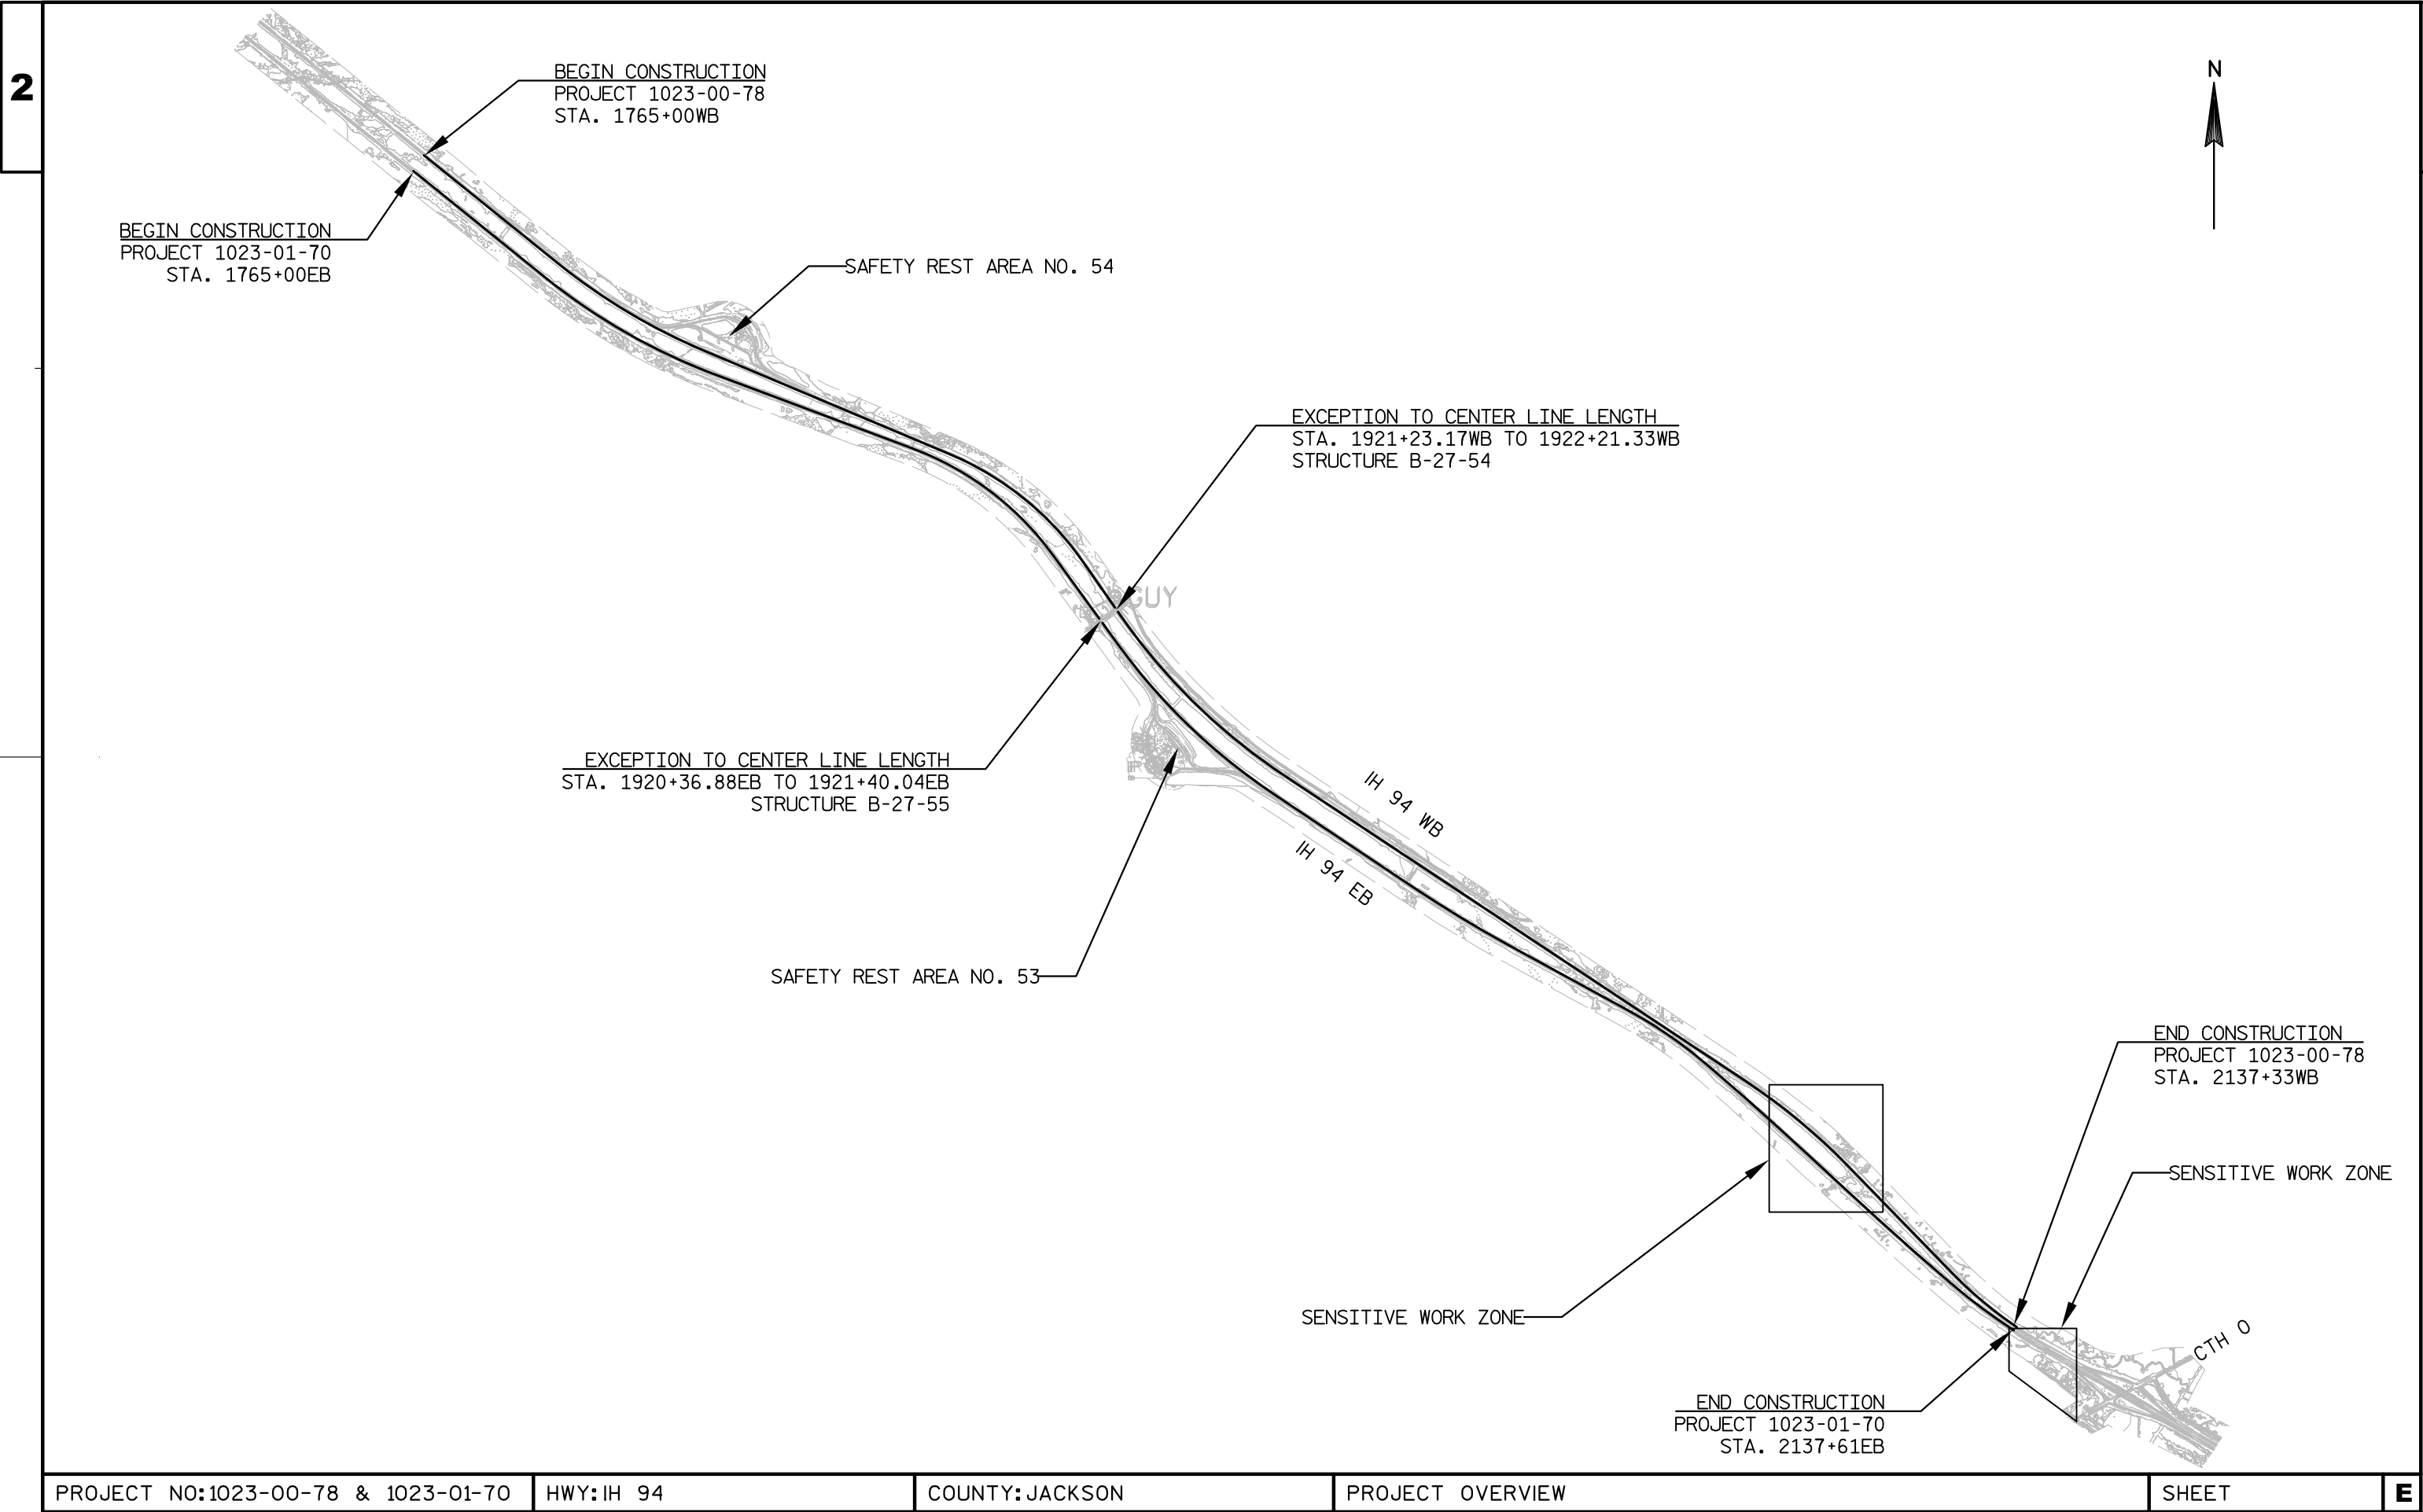 2
N
BEGIN CONSTRUCTION
PROJECT 1023-00-78
STA. 1765+00WB
BEGIN CONSTRUCTION
PROJECT 1023-01-70
STA. 1765+00EB
SAFETY REST AREA NO. 54
EXCEPTION TO CENTER LINE LENGTH
STA. 1921+23.17WB TO 1922+21.33WB
STRUCTURE B-27-54
GUY
EXCEPTION TO CENTER LINE LENGTH
STA. 1920+36.88EB TO 1921+40.04EB
STRUCTURE B-27-55
IH 94 WB
IH 94 EB
SAFETY REST AREA NO. 53
END CONSTRUCTION
PROJECT 1023-00-78
STA. 2137+33WB
SENSITIVE WORK ZONE
SENSITIVE WORK ZONE
CTH O
END CONSTRUCTION
PROJECT 1023-01-70
STA. 2137+61EB
PROJECT NO:1023-00-78 & 1023-01-70
HWY:IH 94
COUNTY:JACKSON
PROJECT OVERVIEW
SHEET
E